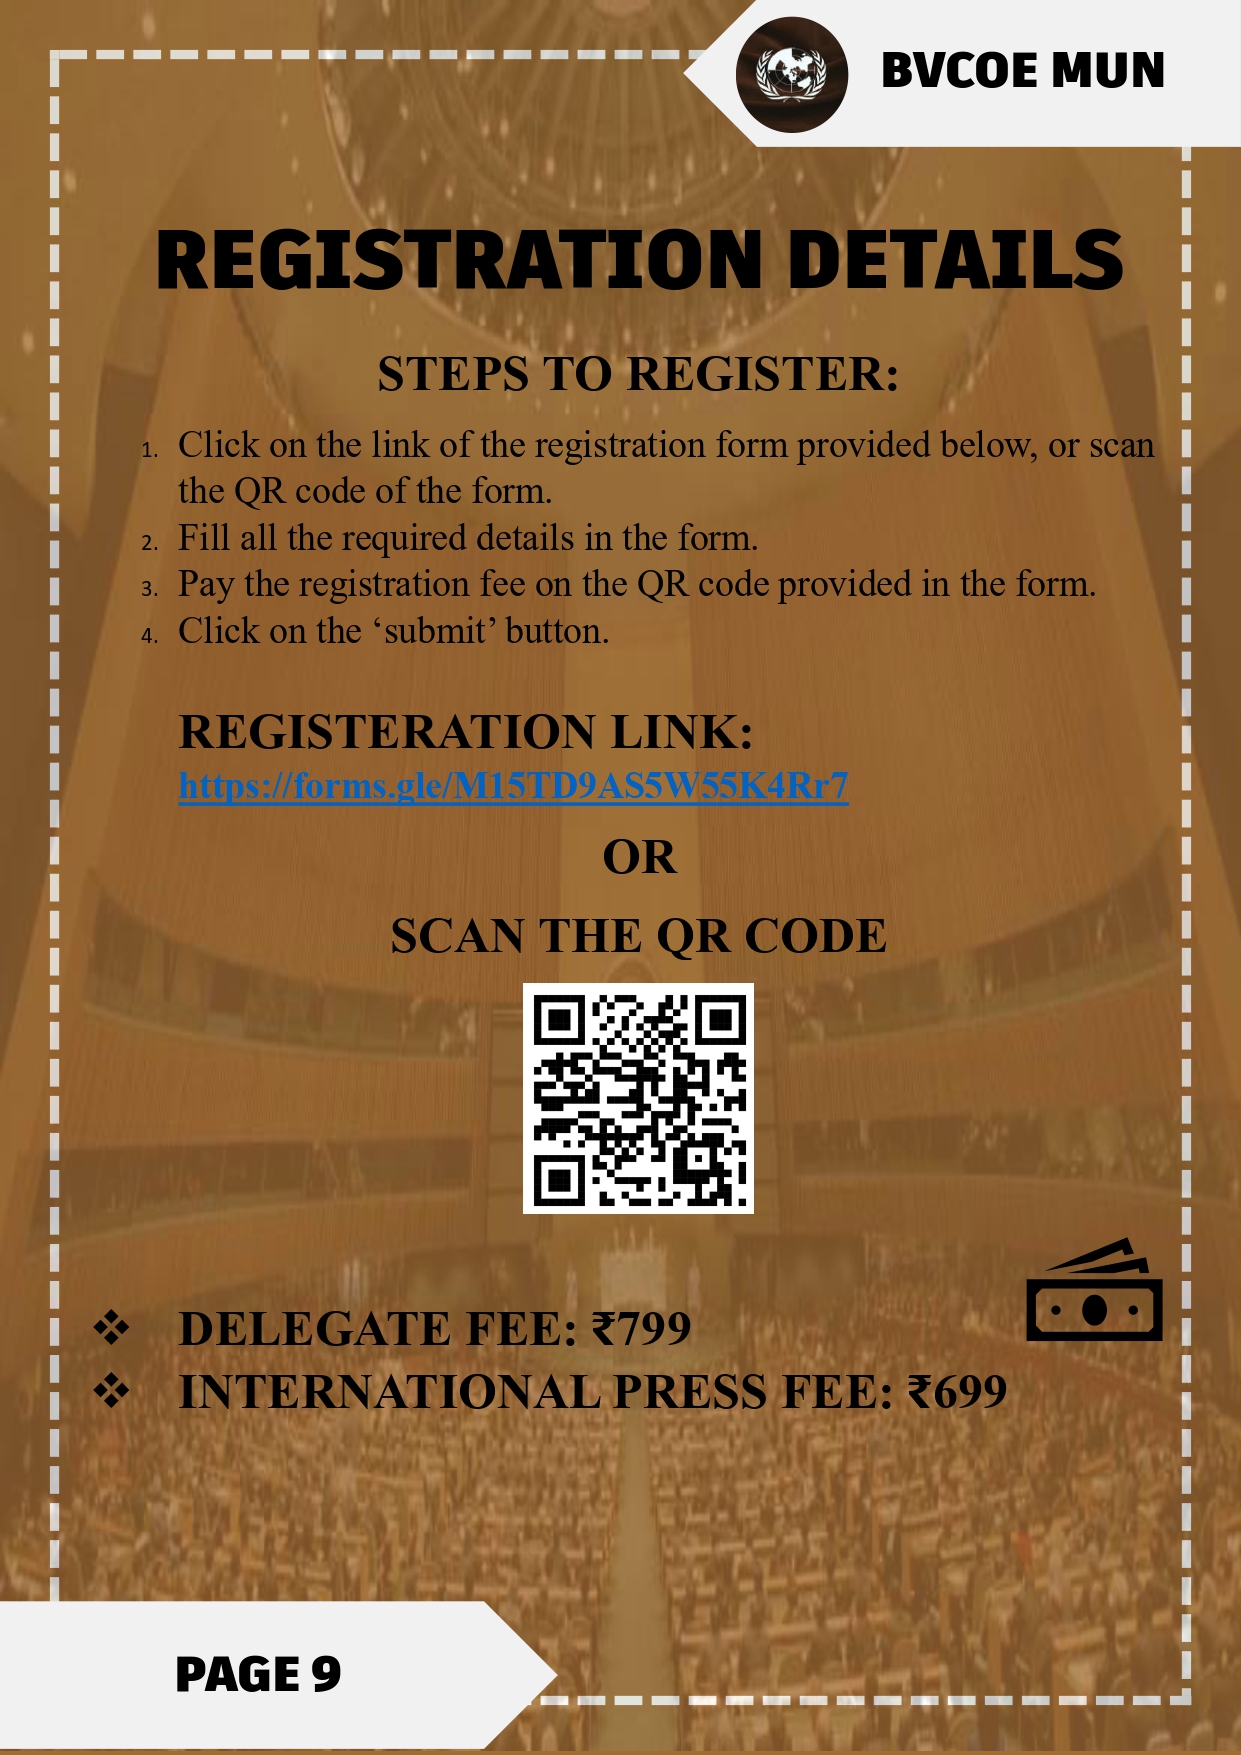 BVCOE MUN
REGISTRATION DETAILS
STEPS TO REGISTER:
1. Click on the link of the registration form provided below, or scan
the QR code of the form.
2. Fill all the required details in the form.
3. Pay the registration fee on the QR code provided in the form.
4. Click on the ‘submit’ button.
REGISTERATION LINK:
https://forms.gle/M15TD9AS5W55K4Rr7
OR
SCAN THE QR CODE
❖ DELEGATE FEE: ₹799
❖ INTERNATIONAL PRESS FEE: ₹699
PAGE 9